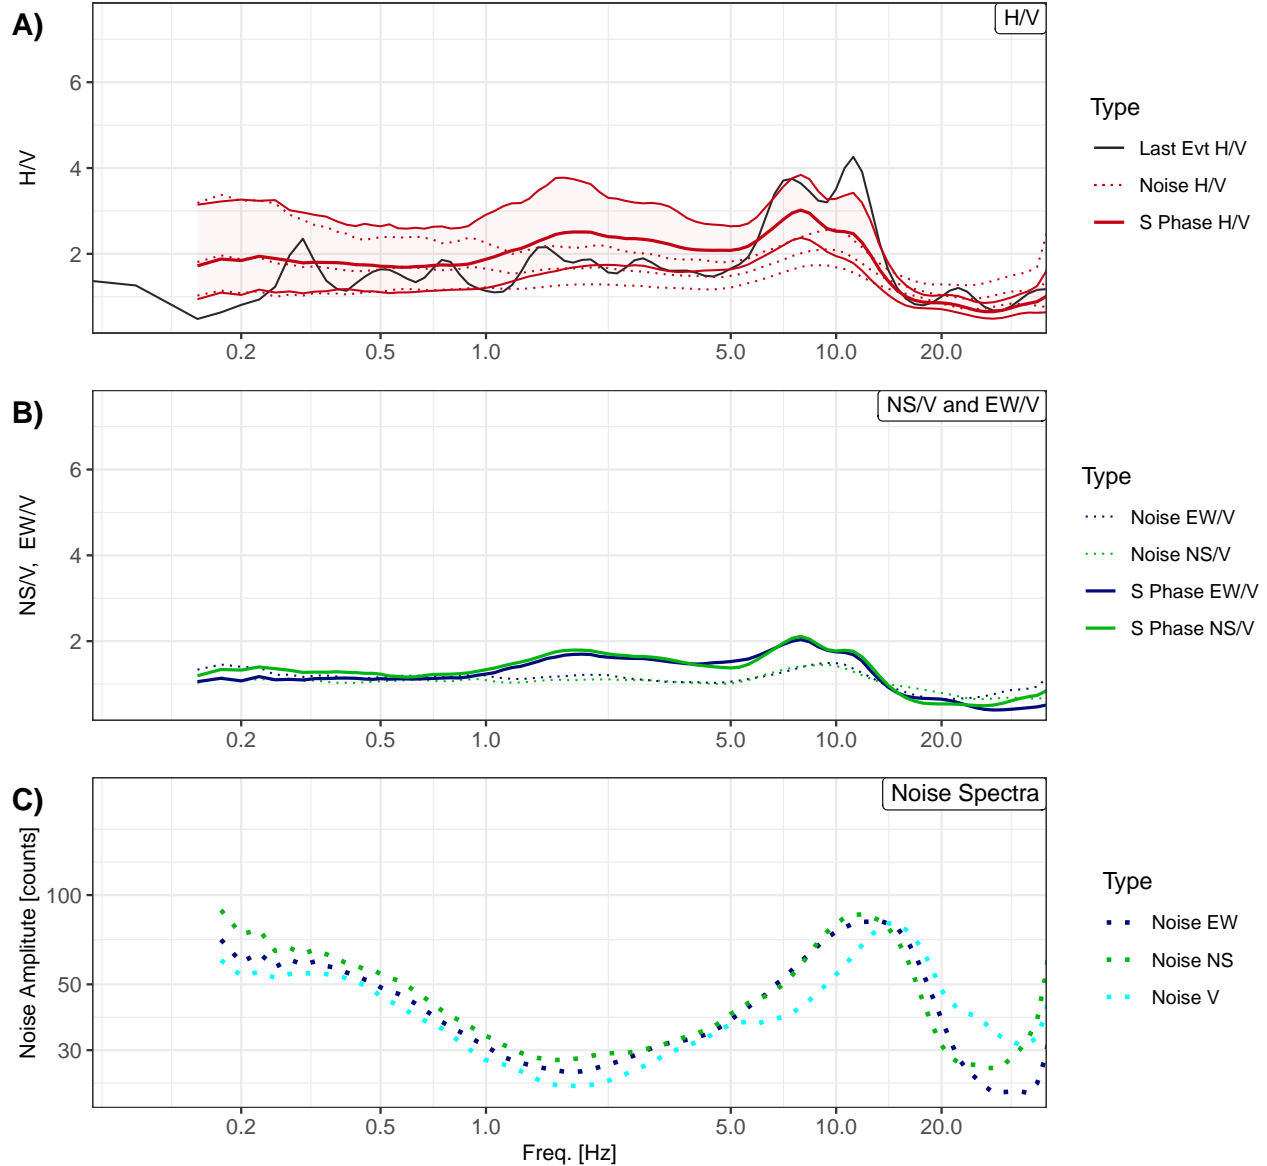 A)
H/V
6
4
2
H/V
0.2 0.5 1.0 5.0 10.0 20.0
Type
Last Evt H/V
Noise H/V
S Phase H/V
B)
NS/V and EW/V
6
4
2
NS/V, EW/V
0.2 0.5 1.0 5.0 10.0 20.0
Type
Noise EW/V
Noise NS/V
S Phase EW/V
S Phase NS/V
C)
Noise Spectra
100
50
30
Noise Amplitute [counts]
0.2 0.5 1.0 5.0 10.0 20.0
Freq. [Hz]
Type
Noise EW
Noise NS
Noise V